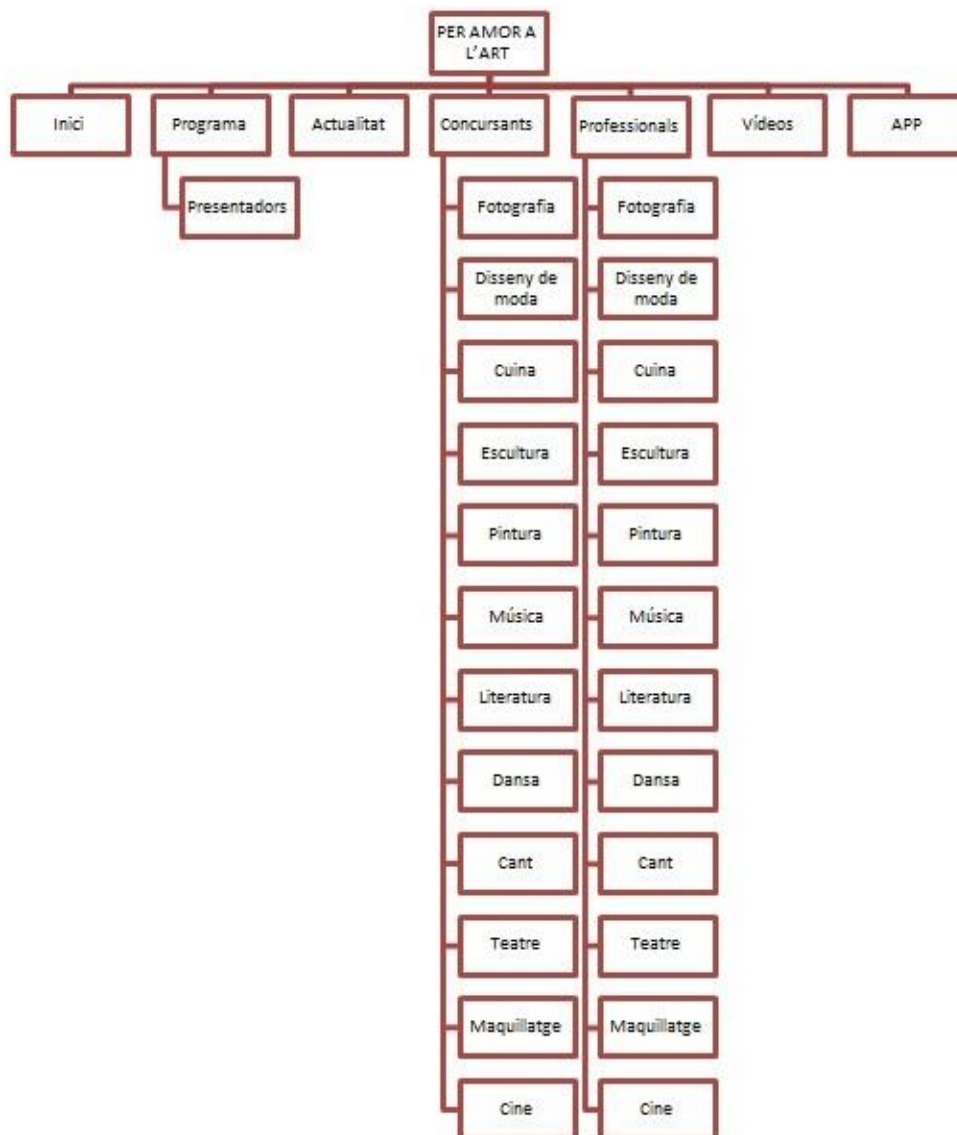 PER AMOR A
L'ART
Inici
Programa
Actualitat
Concursants
Professionals
Vídeos
APP
Presentadors
Fotografia
Fotografia
Disseny de
moda
Disseny de
moda
Cuina
Cuina
Escultura
Escultura
Pintura
Pintura
Música
Música
Literatura
Literatura
Dansa
Dansa
Cant
Cant
Teatre
Teatre
Maquillatge
Maquillatge
Cine
Cine